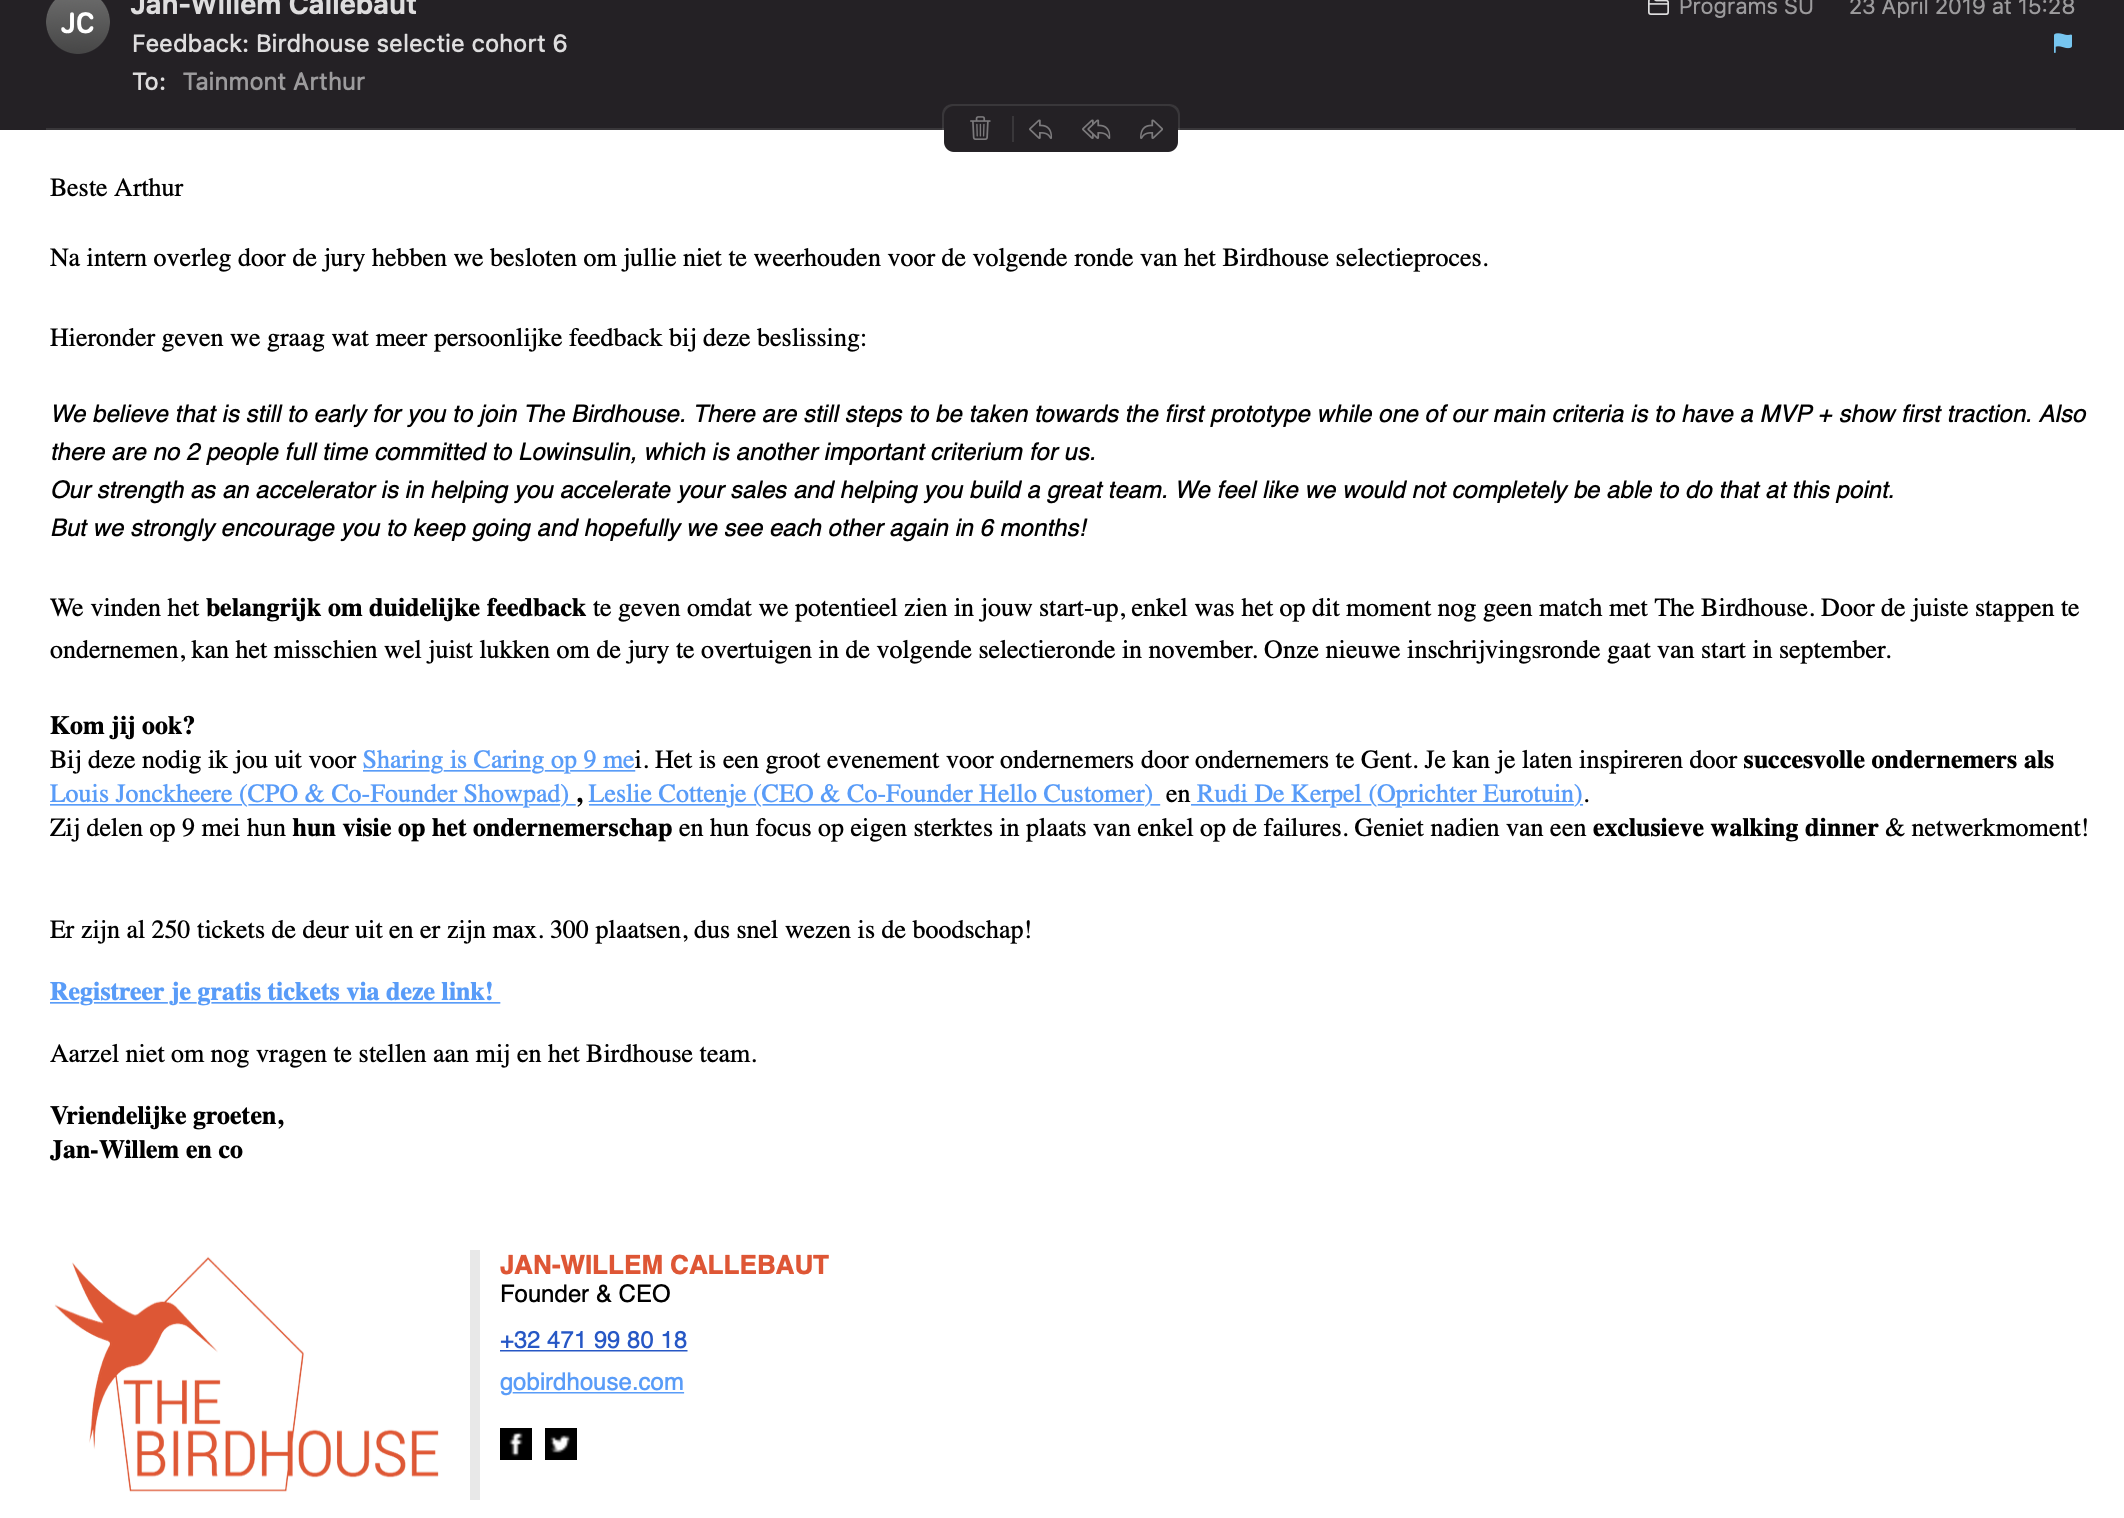 JC
Jan-Willem Callebaut
Programs SU
23 April 2019 at 15:28
Feedback: Birdhouse selectie cohort 6
To: Tainmont Arthur
Beste Arthur
Na intern overleg door de jury hebben we besloten om jullie niet te weerhouden voor de volgende ronde van het Birdhouse selectieproces.
Hieronder geven we graag wat meer persoonlijke feedback bij deze beslissing:
We believe that is still to early for you to join The Birdhouse. There are still steps to be taken towards the first prototype while one of our main criteria is to have a MVP + show first traction. Also
there are no 2 people full time committed to Lowinsulin, which is another important criterium for us.
Our strength as an accelerator is in helping you accelerate your sales and helping you build a great team. We feel like we would not completely be able to do that at this point.
But we strongly encourage you to keep going and hopefully we see each other again in 6 months!
We vinden het belangrijk om duidelijke feedback te geven omdat we potentieel zien in jouw start-up, enkel was het op dit moment nog geen match met The Birdhouse. Door de juiste stappen te
ondernemen, kan het misschien wel juist lukken om de jury te overtuigen in de volgende selectieronde in november. Onze nieuwe inschrijvingsronde gaat van start in september.
Kom jij ook?
Bij deze nodig ik jou uit voor Sharing is Caring op 9 mei. Het is een groot evenement voor ondernemers door ondernemers te Gent. Je kan je laten inspireren door succesvolle ondernemers als
Louis Jonckheere (CPO & Co-Founder Showpad) , Leslie Cottenje (CEO & Co-Founder Hello Customer)  en Rudi De Kerpel (Oprichter Eurotuin).
Zij delen op 9 mei hun hun visie op het ondernemerschap en hun focus op eigen sterktes in plaats van enkel op de failures. Geniet nadien van een exclusieve walking dinner & netwerkmoment!
Er zijn al 250 tickets de deur uit en er zijn max. 300 plaatsen, dus snel wezen is de boodschap!
Registreer je gratis tickets via deze link!
Aarzel niet om nog vragen te stellen aan mij en het Birdhouse team.
Vriendelijke groeten,
Jan-Willem en co
THE
BIRDHOUSE
JAN-WILLEM CALLEBAUT
Founder & CEO
+32 471 99 80 18
gobirdhouse.com